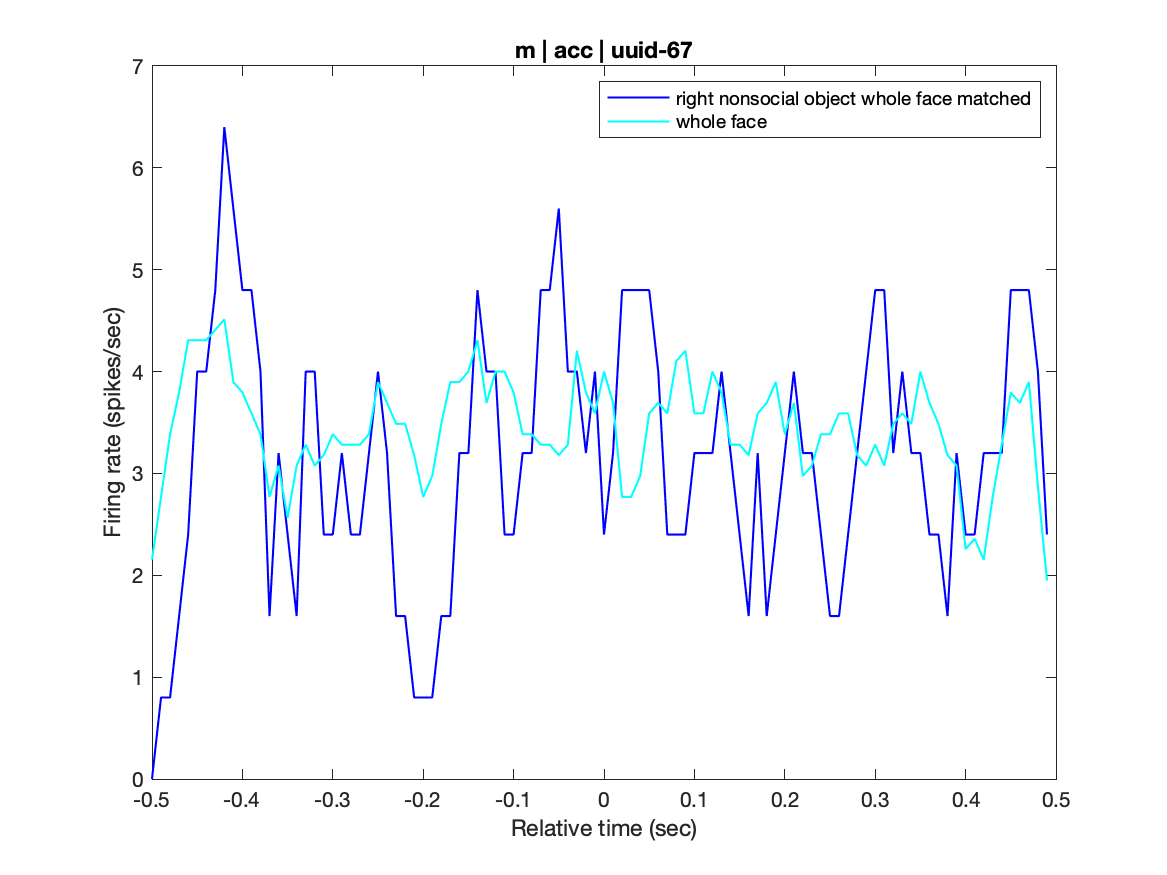 m | acc | uuid-67
7
right nonsocial object whole face matched
whole face
6
5
4
3
2
1
0
Firing rate (spikes/sec)
-0.5 -0.4 -0.3 -0.2 -0.1 0 0.1 0.2 0.3 0.4 0.5
Relative time (sec)